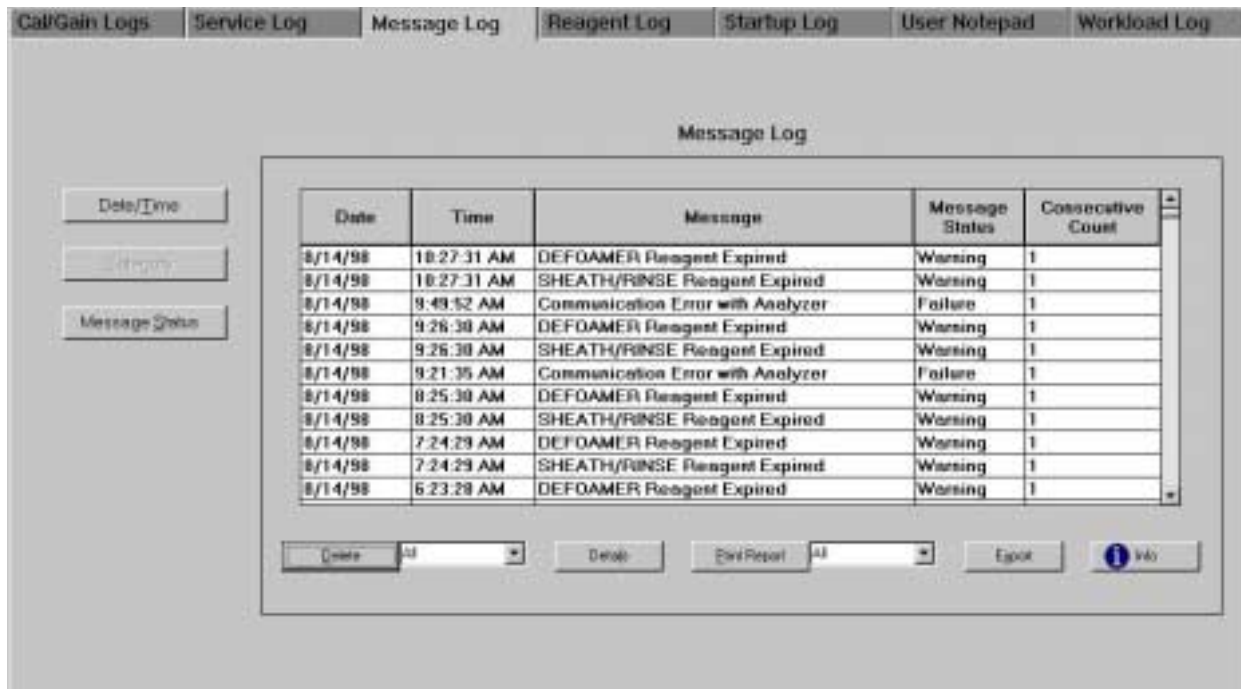 Cal/Gain Logs Service Log Message Log Reagent Log Startup Log User Notepad Workload Log
Message Log
Date/Time
Category
Message Status
Date Time Message Message Status Consecutive Count
8/14/98 10:27:31 AM DEFOAMER Reagent Expired Warning 1
8/14/98 10:27:31 AM SHEATH/RINSE Reagent Expired Warning 1
8/14/98 9:49:52 AM Communication Error with Analyzer Failure 1
8/14/98 9:26:30 AM DEFOAMER Reagent Expired Warning 1
8/14/98 9:26:30 AM SHEATH/RINSE Reagent Expired Warning 1
8/14/98 9:21:35 AM Communication Error with Analyzer Failure 1
8/14/98 8:25:30 AM DEFOAMER Reagent Expired Warning 1
8/14/98 8:25:30 AM SHEATH/RINSE Reagent Expired Warning 1
8/14/98 7:24:29 AM DEFOAMER Reagent Expired Warning 1
8/14/98 7:24:29 AM SHEATH/RINSE Reagent Expired Warning 1
8/14/98 6:23:28 AM DEFOAMER Reagent Expired Warning 1
Delete All Details Print Report All Export i Info